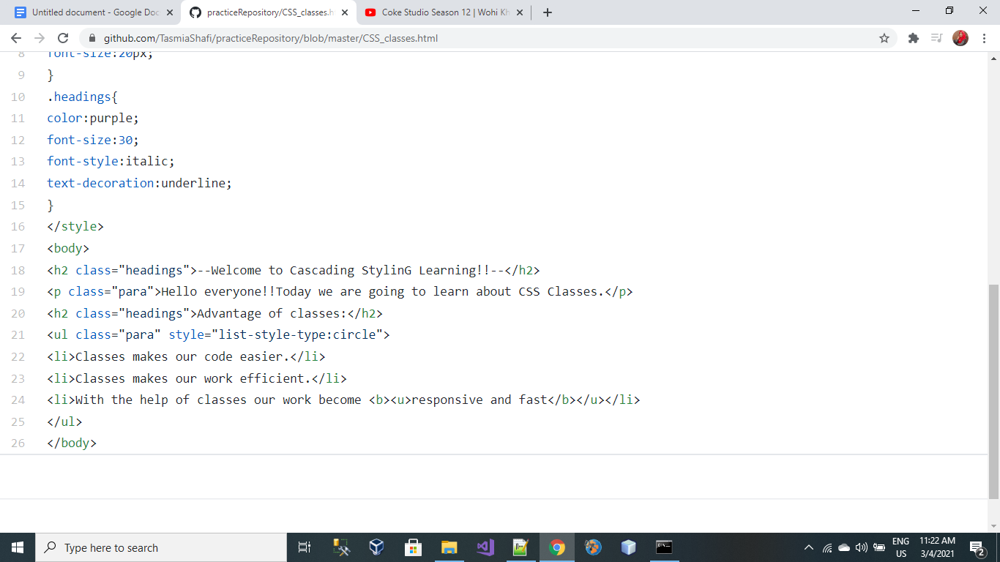 Untitled document - Google Doc
practiceRepository/CSS_classes.h
Coke Studio Season 12 | Wohi Kh
github.com/TasmiaShafi/practiceRepository/blob/master/CSS_classes.html
8 font-size:20px;
9 }
10 .headings{
11 color:purple;
12 font-size:30;
13 font-style:italic;
14 text-decoration:underline;
15 }
16 </style>
17 <body>
18 <h2 class="headings">--Welcome to Cascading StylinG Learning!!--</h2>
19 <p class="para">Hello everyone!!Today we are going to learn about CSS Classes.</p>
20 <h2 class="headings">Advantage of classes:</h2>
21 <ul class="para" style="list-style-type:circle">
22 <li>Classes makes our code easier.</li>
23 <li>Classes makes our work efficient.</li>
24 <li>With the help of classes our work become <b><u>responsive and fast</b></u></li>
25 </ul>
26 </body>
Type here to search
ENG
US
11:22 AM
3/4/2021
2